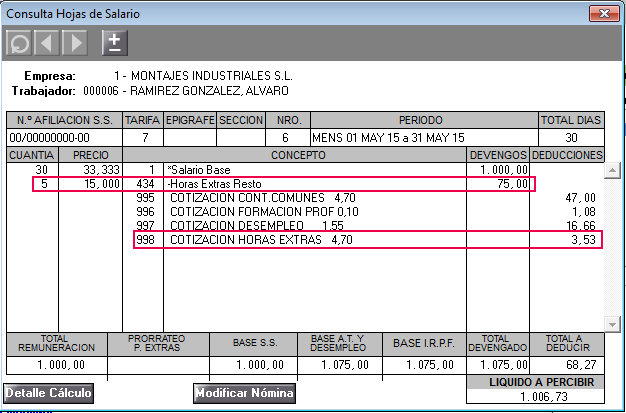 Consulta Hojas de Salario
Empresa: 1 - MONTAJES INDUSTRIALES S.L.
Trabajador: 000006 - RAMIREZ GONZALEZ, ALVARO
N.º AFILIACION S.S. TARIFA EPIGRAFE SECCION NRO. PERIODO TOTAL DIAS
00/00000000-00 7 6 MENS 01 MAY 15 a 31 MAY 15 30
CUANTIA PRECIO CONCEPTO DEVENGOS DEDUCCIONES
30 33,333 1 *Salario Base 1.000,00
5 15,000 434 -Horas Extras Resto 75,00
995 COTIZACION CONT.COMUNES 4,70 47,00
996 COTIZACION FORMACION PROF 0,10 1,08
997 COTIZACION DESEMPLEO 1,55 16,66
998 COTIZACION HORAS EXTRAS 4,70 3,53
TOTAL REMUNERACION PRORRATEO P. EXTRAS BASE S.S. BASE A.T. Y DESEMPLEO BASE I.R.P.F. TOTAL DEVENGADO TOTAL A DEDUCIR
1.000,00 1.000,00 1.075,00 1.075,00 1.075,00 68,27
Detalle Cálculo Modificar Nómina LIQUIDO A PERCIBIR
1.006,73